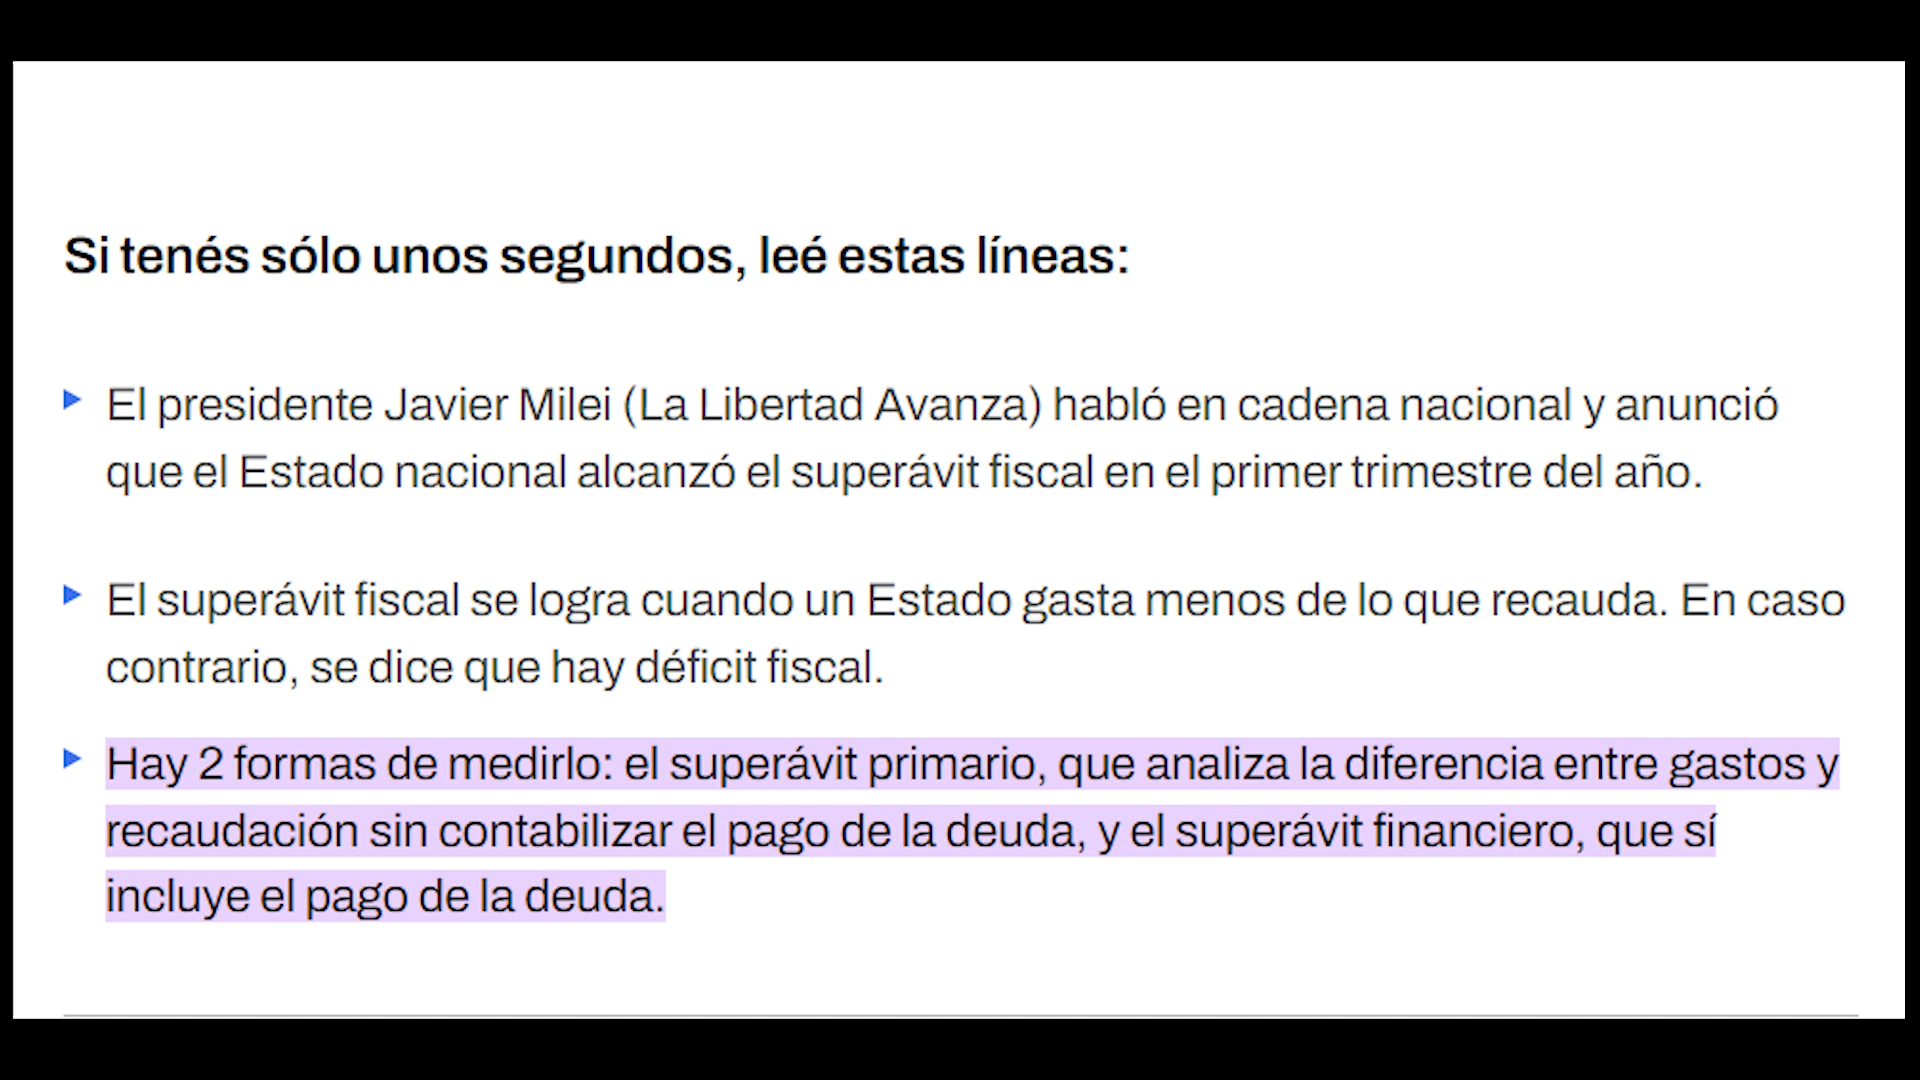 Si tenés sólo unos segundos, leé estas líneas:
El presidente Javier Milei (La Libertad Avanza) habló en cadena nacional y anunció
que el Estado nacional alcanzó el superávit fiscal en el primer trimestre del año.
El superávit fiscal se logra cuando un Estado gasta menos de lo que recauda. En caso
contrario, se dice que hay déficit fiscal.
Hay 2 formas de medirlo: el superávit primario, que analiza la diferencia entre gastos y
recaudación sin contabilizar el pago de la deuda, y el superávit financiero, que sí
incluye el pago de la deuda.